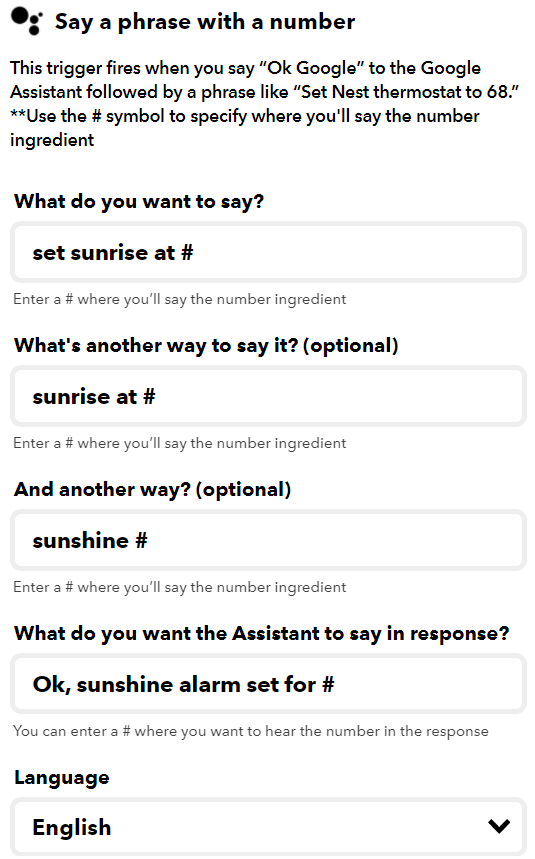 Say a phrase with a number
This trigger fires when you say “Ok Google” to the Google
Assistant followed by a phrase like “Set Nest thermostat to 68.”
**Use the # symbol to specify where you'll say the number
ingredient
What do you want to say?
set sunrise at #
Enter a # where you’ll say the number ingredient
What's another way to say it? (optional)
sunrise at #
Enter a # where you’ll say the number ingredient
And another way? (optional)
sunshine #
Enter a # where you’ll say the number ingredient
What do you want the Assistant to say in response?
Ok, sunshine alarm set for #
You can enter a # where you want to hear the number in the response
Language
English